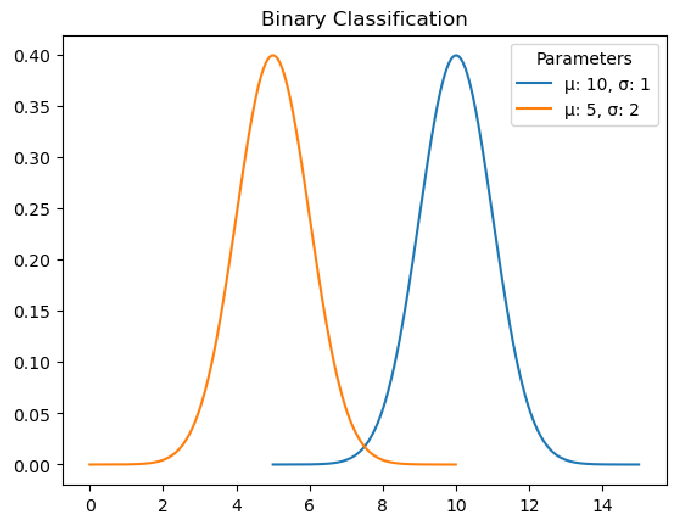 Binary Classification
Parameters
μ: 10, σ: 1
μ: 5, σ: 2
0.40
0.35
0.30
0.25
0.20
0.15
0.10
0.05
0.00
0 2 4 6 8 10 12 14